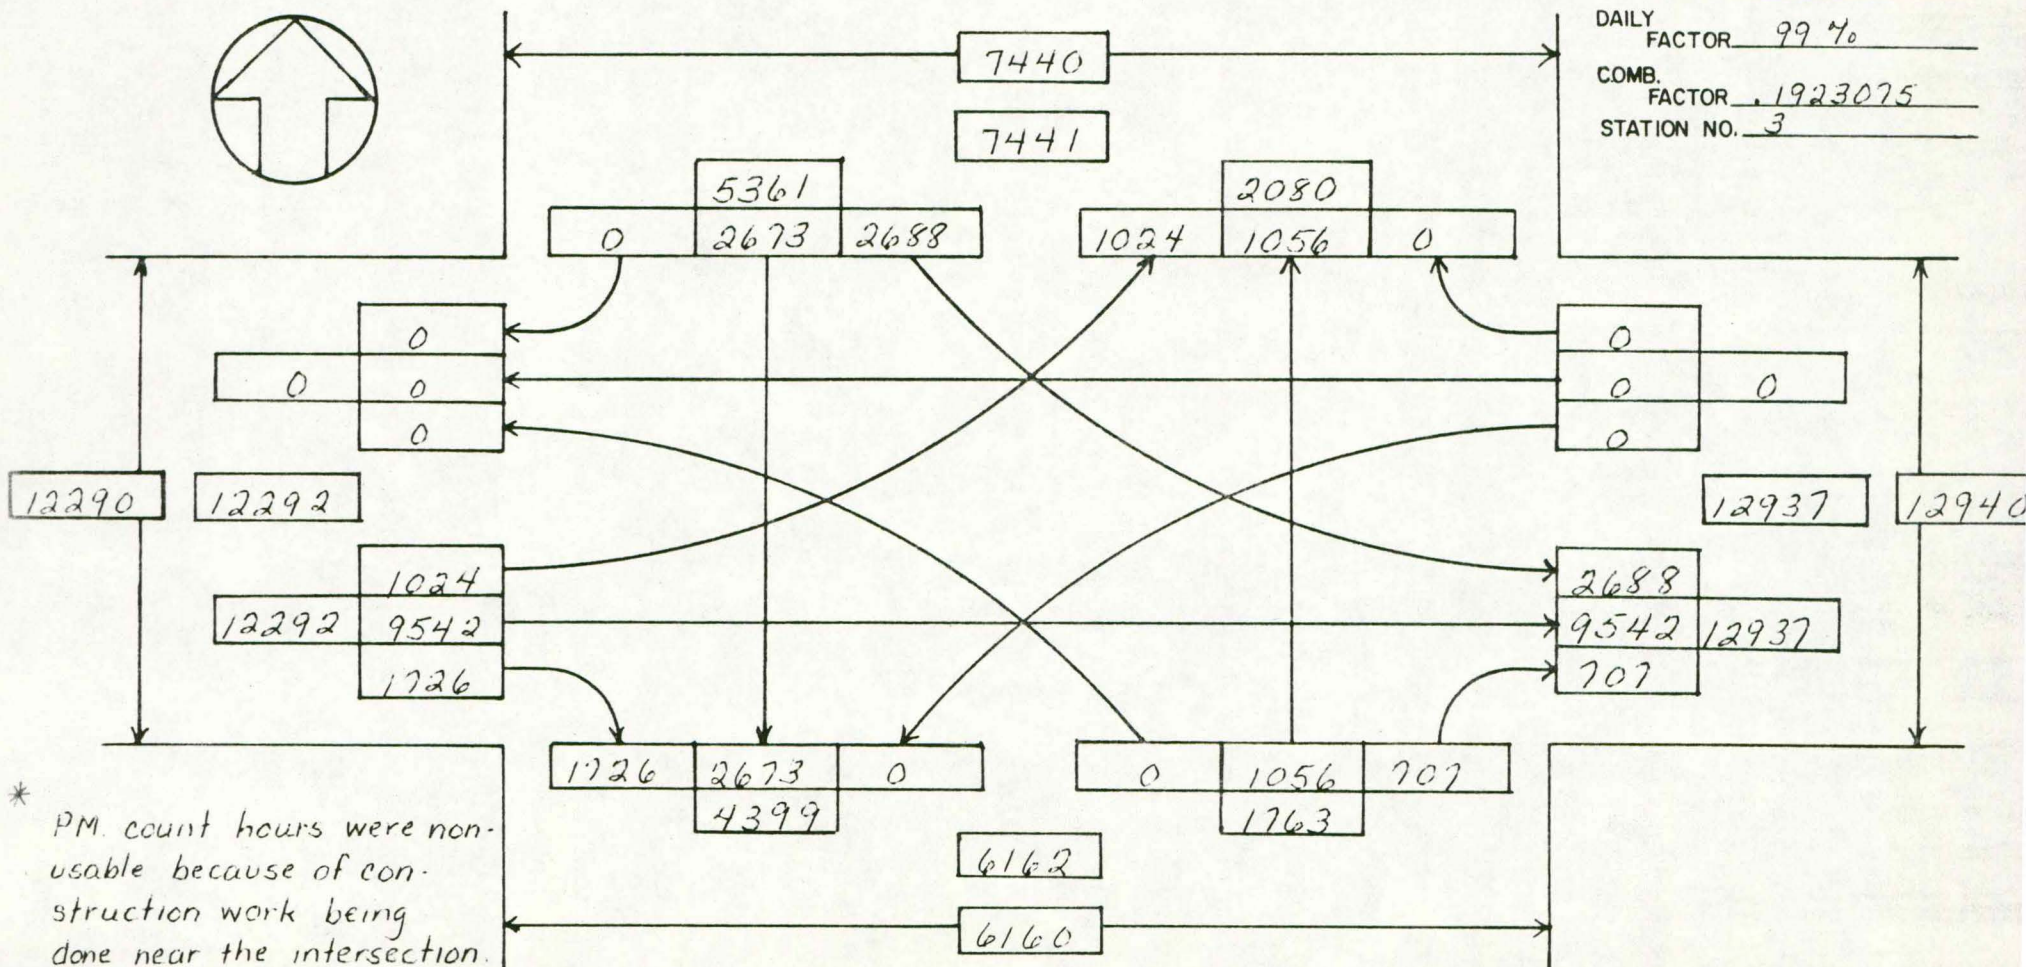 DAILY
FACTOR 99 %
COMB.
FACTOR .1923075
STATION NO. 3
7440
7441
5361
0 2673 2688
2080
1024 1056 0
0
0 0
0
0
0 0
0
12290 12292
12937 12940
1024
12292 9542
1726
2688
9542 12937
707
1726 2673 0
4399
0 1056 707
1763
6162
6160
*
PM. count hours were non-
usable because of con-
struction work being
done near the intersection.